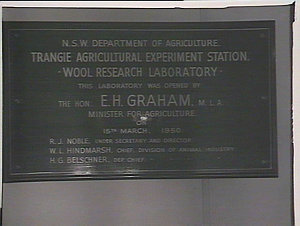 N.S.W. DEPARTMENT OF AGRICULTURE.
TRANGIE AGRICULTURAL EXPERIMENT STATION.
- WOOL RESEARCH LABORATORY -
THIS LABORATORY WAS OPENED BY
THE HON. E.H. GRAHAM, M.L.A.
MINISTER FOR AGRICULTURE.
ON
15TH MARCH, 1950
R.J. NOBLE, UNDER SECRETARY AND DIRECTOR.
W.L. HINDMARSH, CHIEF, DIVISION OF ANIMAL INDUSTRY
H.G. BELSCHNER, DEP. CHIEF